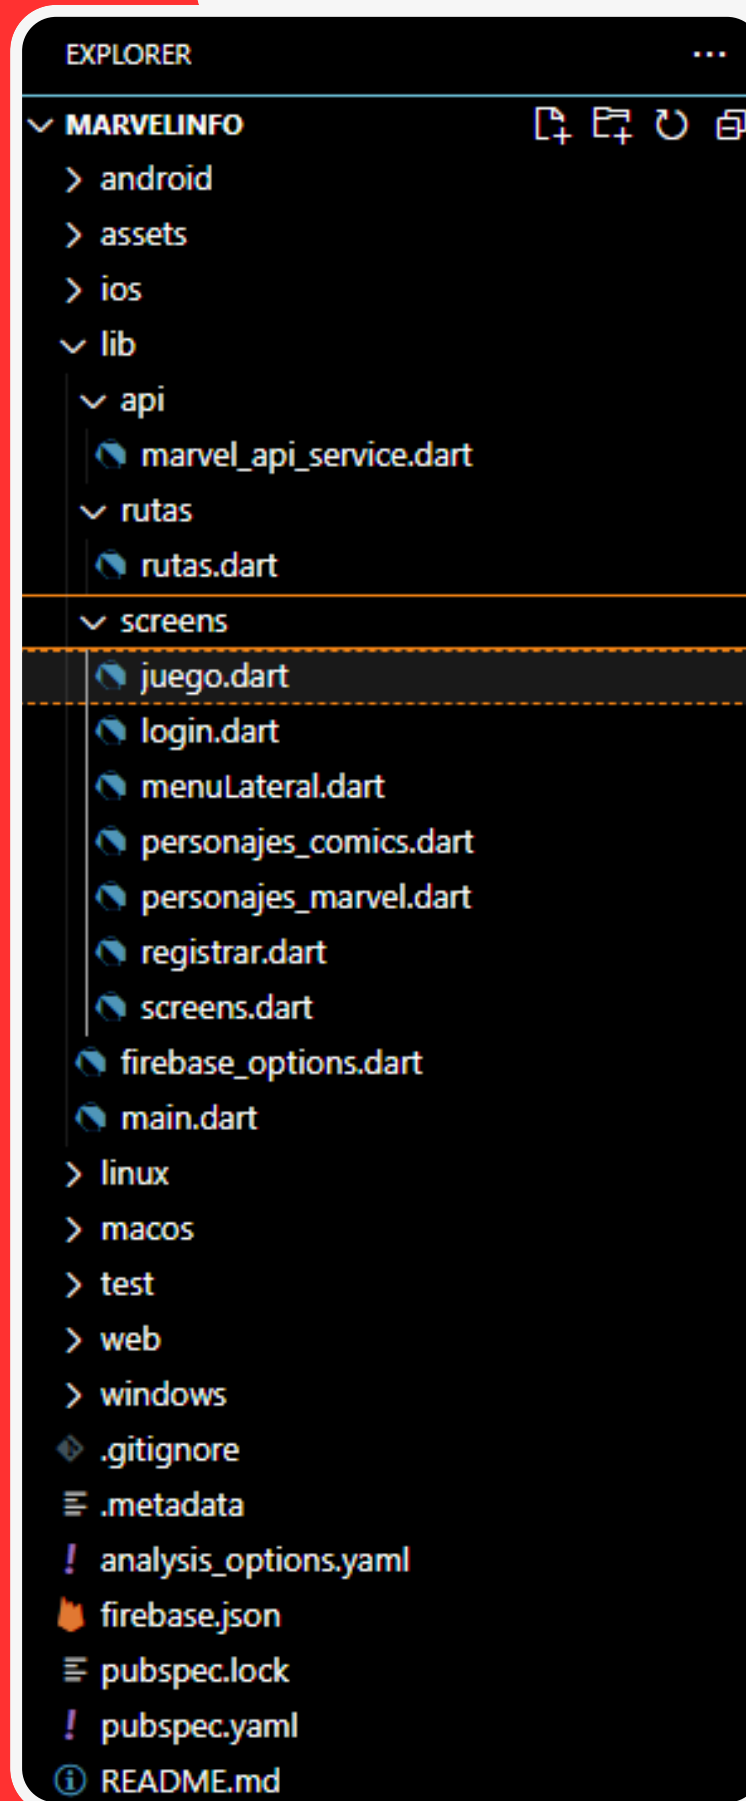 EXPLORER
MARVELINFO
android
assets
ios
lib
api
marvel_api_service.dart
rutas
rutas.dart
screens
juego.dart
login.dart
menuLateral.dart
personajes_comics.dart
personajes_marvel.dart
registrar.dart
screens.dart
firebase_options.dart
main.dart
linux
macos
test
web
windows
.gitignore
.metadata
analysis_options.yaml
firebase.json
pubspec.lock
pubspec.yaml
README.md